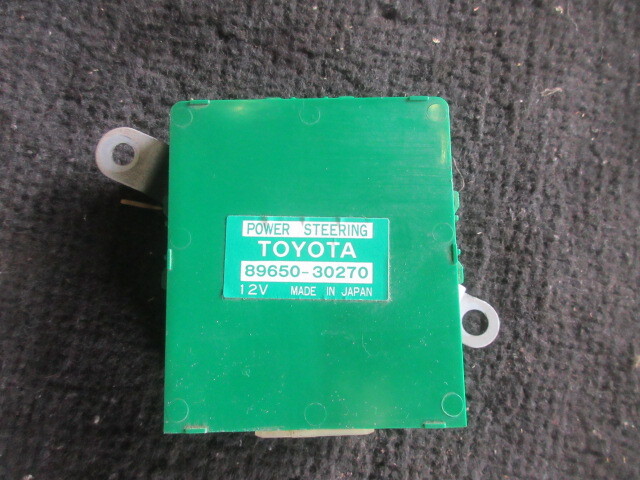 POWER STEERING
TOYOTA
89650-30270
12V MADE IN JAPAN